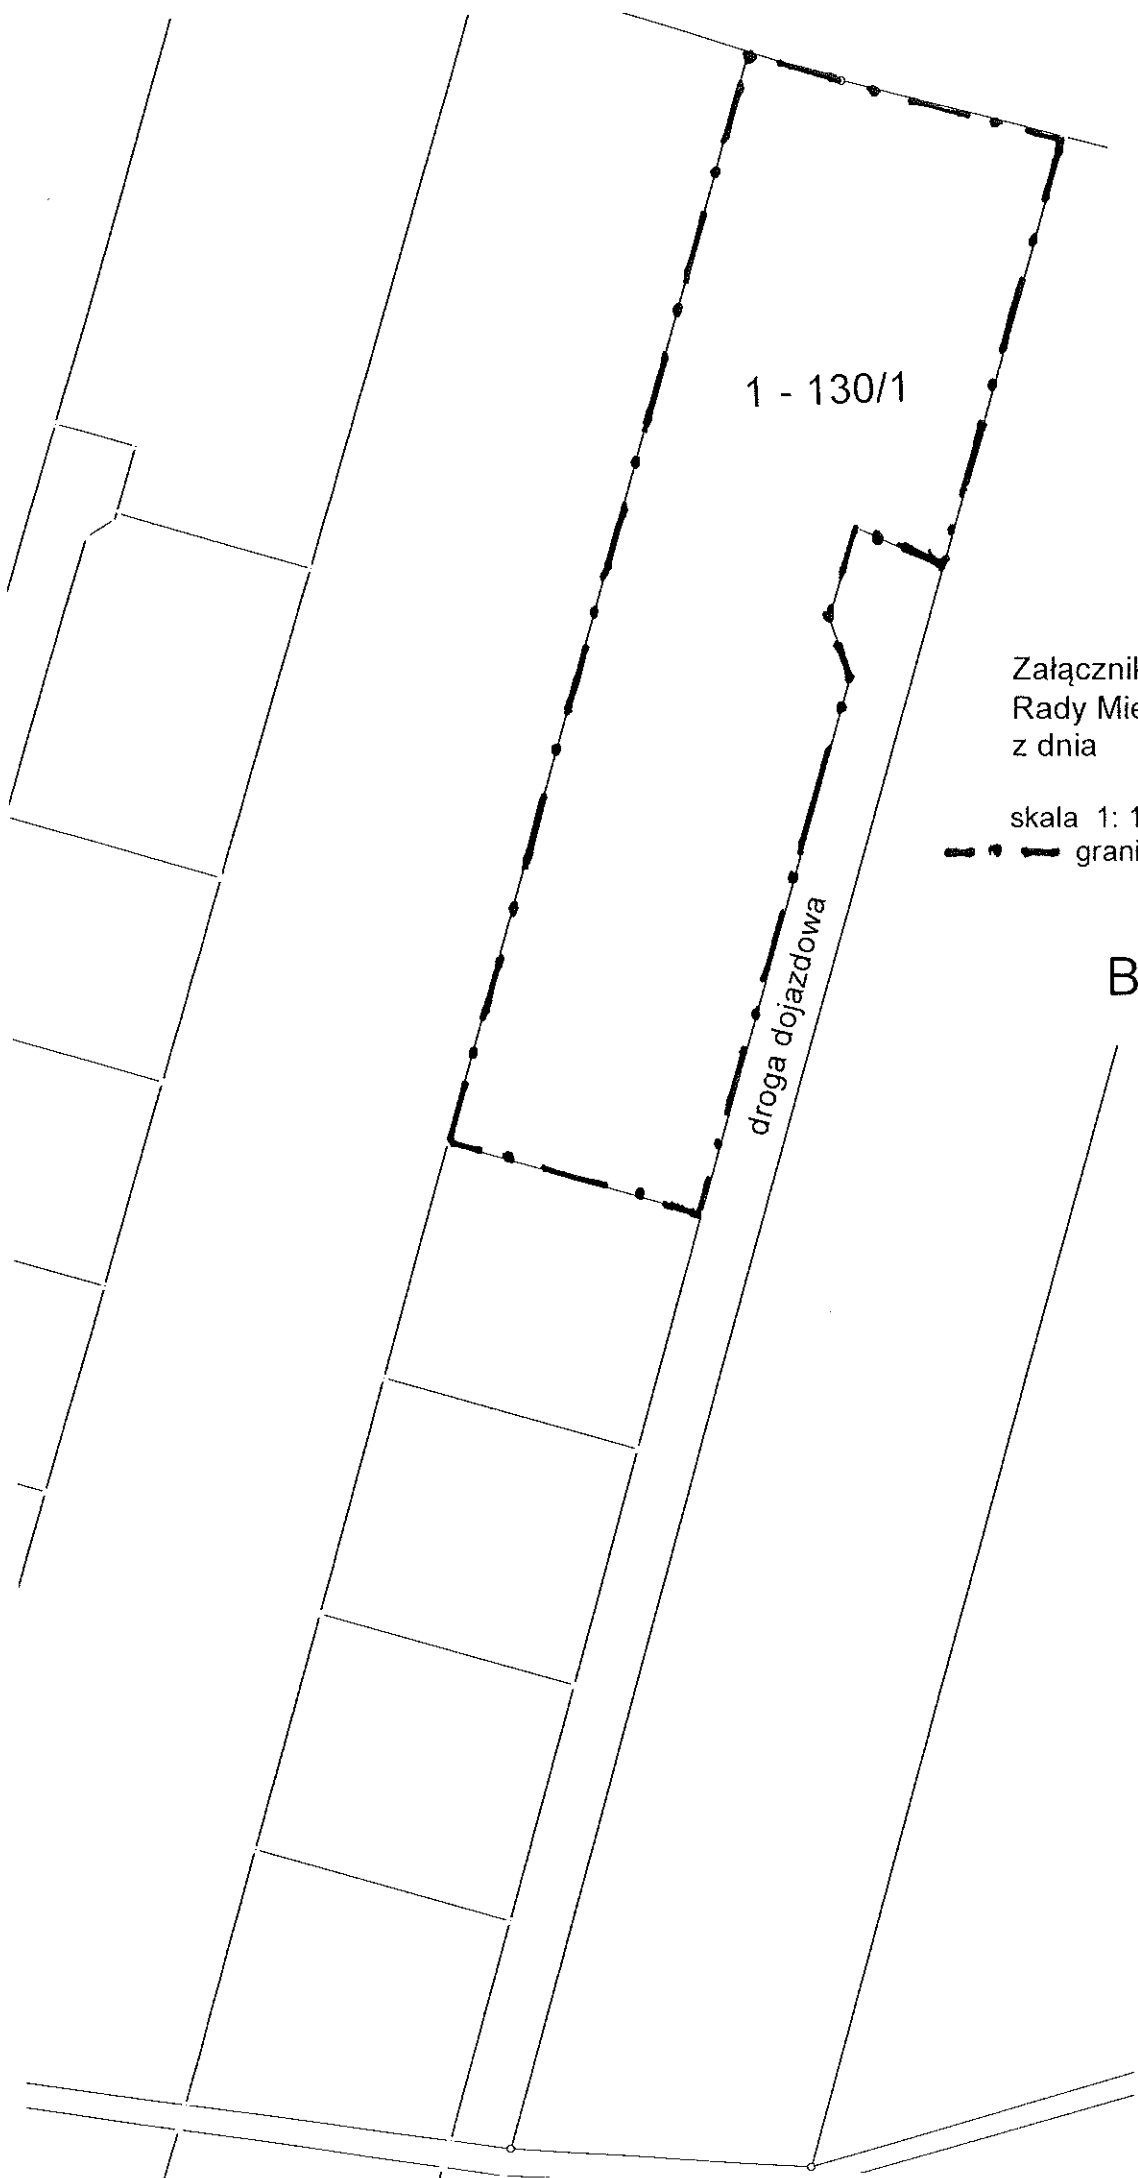 1 - 130/1
Załącznik
Rady Mie
z dnia
skala 1: 1
grani
B
droga dojazdowa